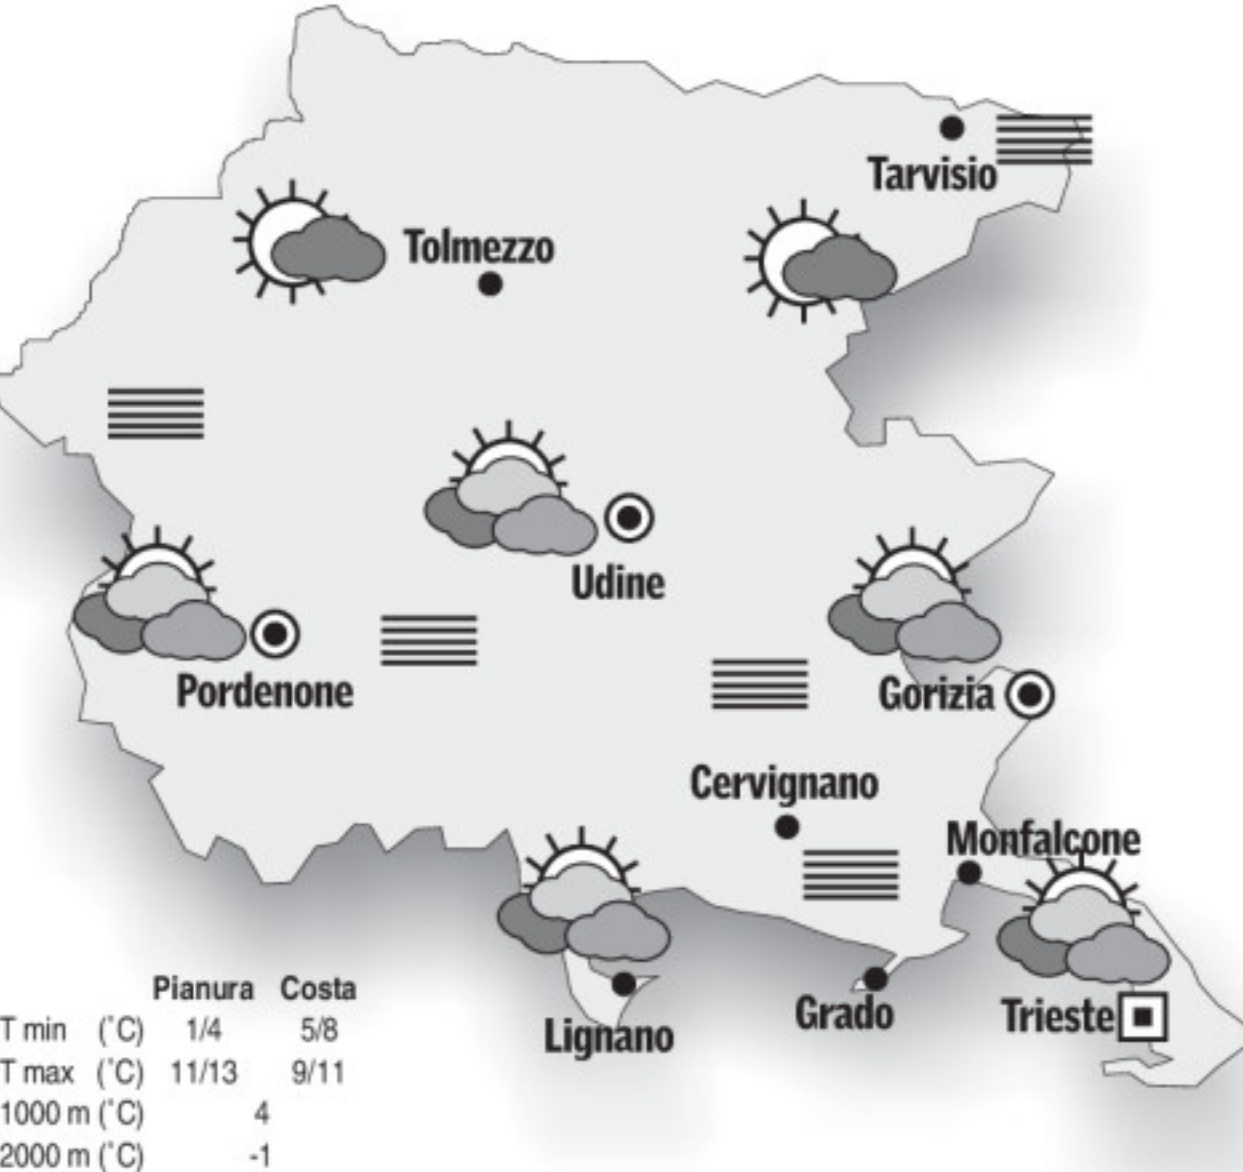 Tarvisio
Tolmezzo
Udine
Pordenone
Gorizia
Cervignano
Monfalcone
Pianura Costa
T min (°C) 1/4 5/8
T max (°C) 11/13 9/11
1000 m (°C) 4
2000 m (°C) -1
Lignano
Grado
Trieste